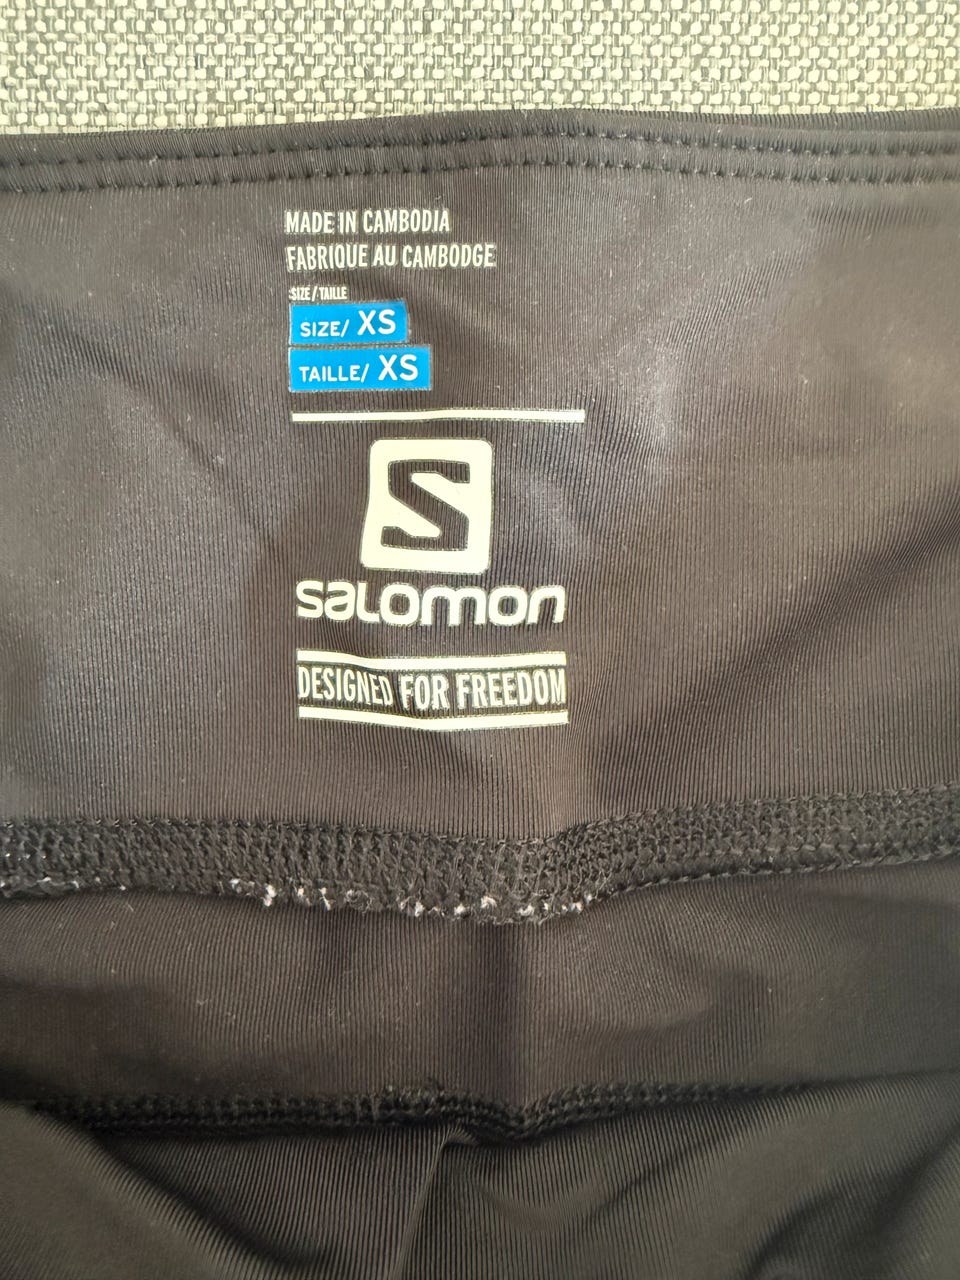 MADE IN CAMBODIA
FABRIQUE AU CAMBODGE
SIZE / TAILLE
SIZE/ XS
TAILLE/ XS
S
SALOMON
DESIGNED FOR FREEDOM